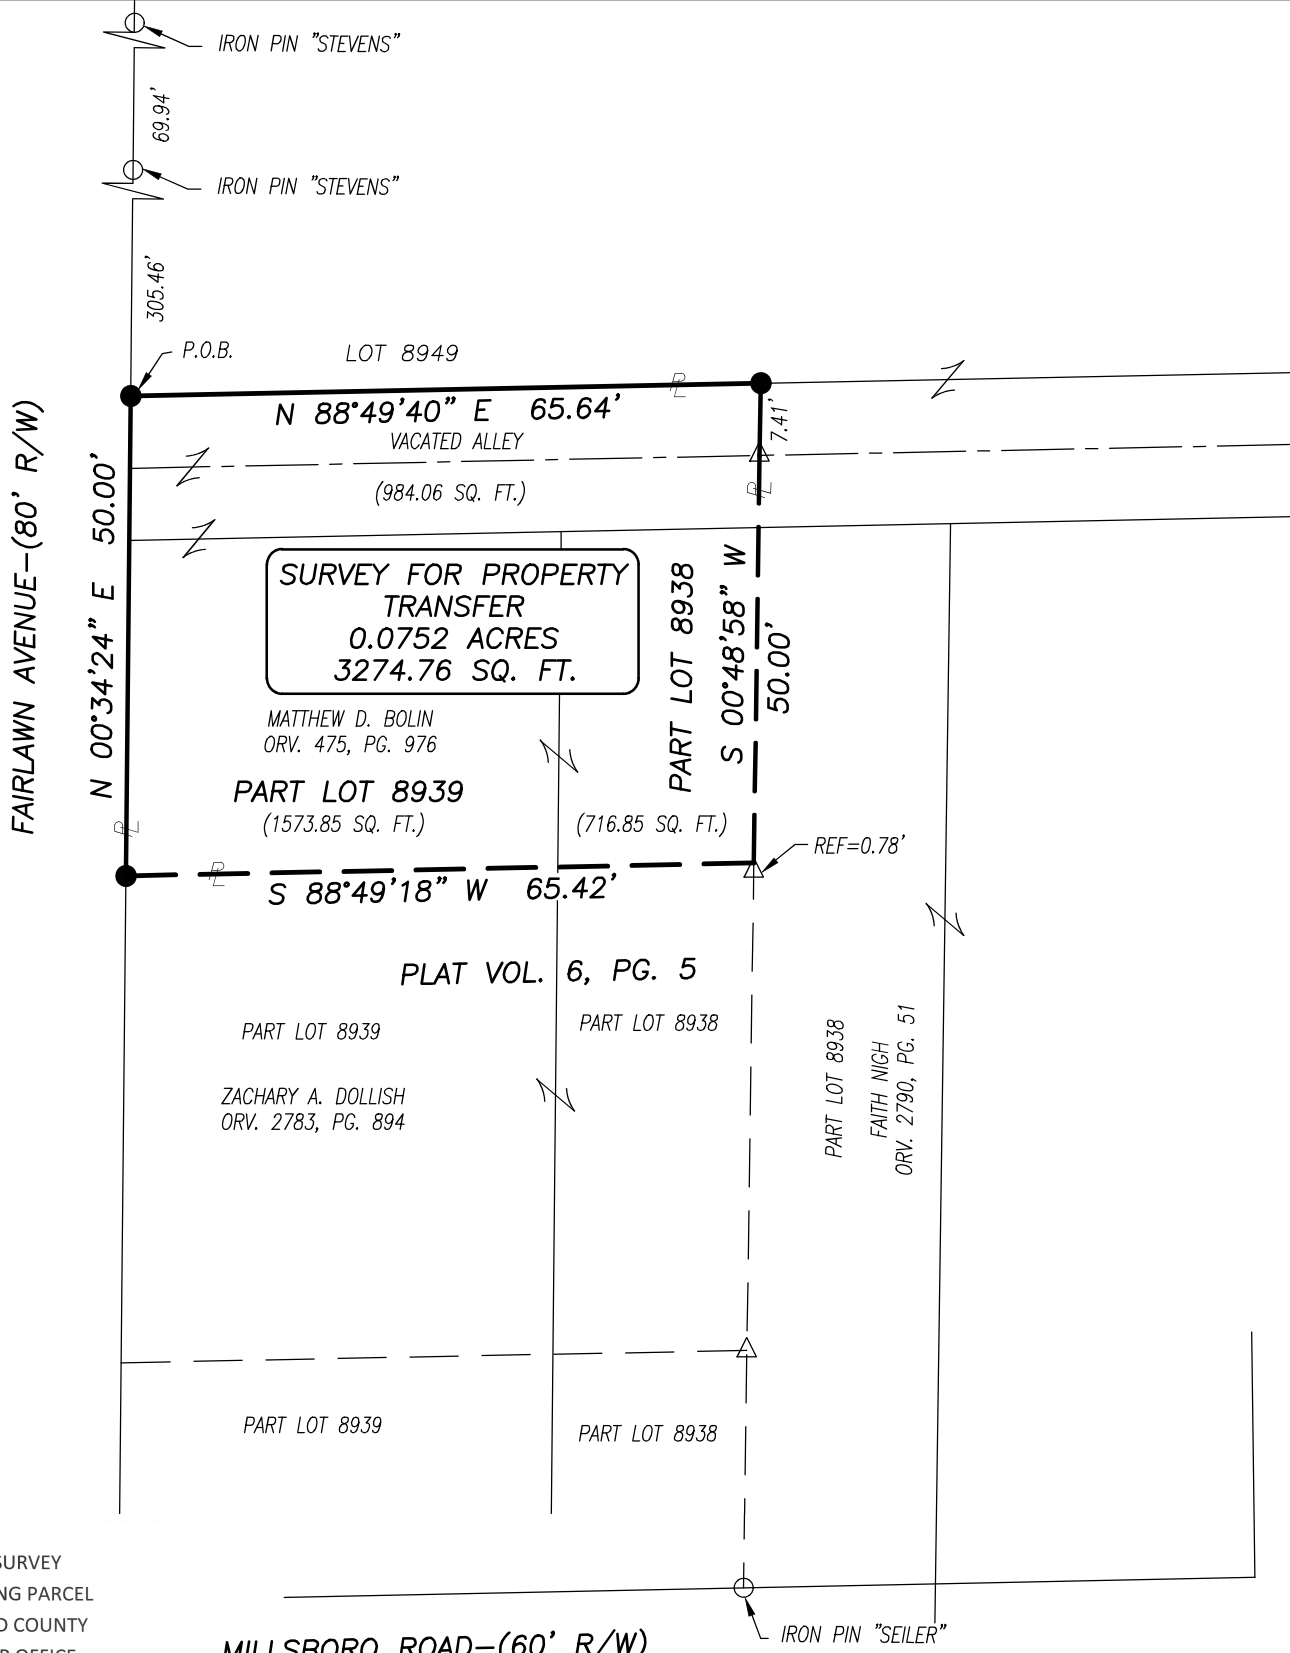 IRON PIN "STEVENS"
69.94'
IRON PIN "STEVENS"
305.46'
P.O.B.
LOT 8949
N 88°49'40" E 65.64'
7.41'
VACATED ALLEY
(984.06 SQ. FT.)
FAIRLAWN AVENUE-(80' R/W)
N 00°34'24" E 50.00'
SURVEY FOR PROPERTY
TRANSFER
0.0752 ACRES
3274.76 SQ. FT.
PART LOT 8938
S 00°48'58" W
50.00'
MATTHEW D. BOLIN
ORV. 475, PG. 976
PART LOT 8939
(1573.85 SQ. FT.)
(716.85 SQ. FT.)
REF=0.78'
S 88°49'18" W 65.42'
PLAT VOL. 6, PG. 5
PART LOT 8939
PART LOT 8938
ZACHARY A. DOLLISH
ORV. 2783, PG. 894
PART LOT 8938
FAITH NIGH
ORV. 2790, PG. 51
PART LOT 8939
PART LOT 8938
SURVEY
NG PARCEL
D COUNTY
R OFFICE
MILLSBORO ROAD-(60' R/W)
IRON PIN "SEILER"